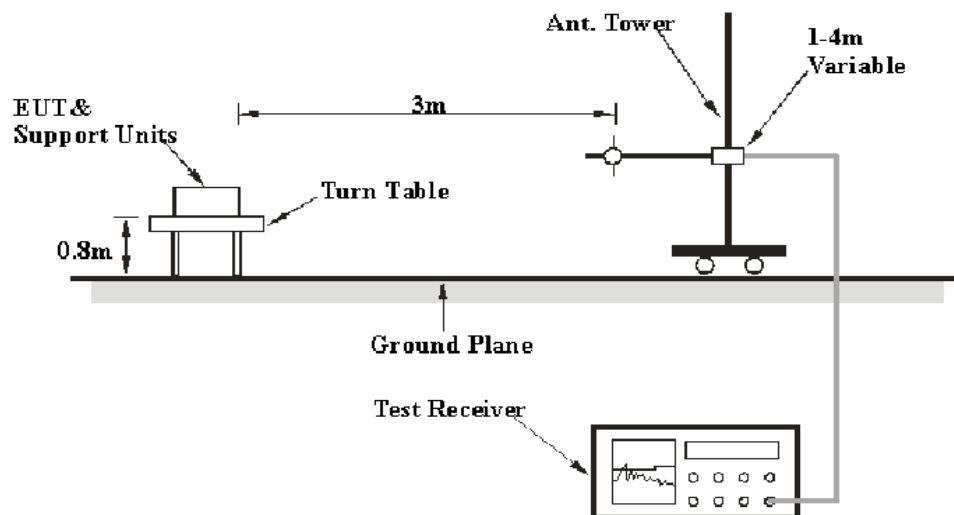 Ant. Tower
1-4m
Variable
EUT&
Support Units
3m
Turn Table
0.8m
Ground Plane
Test Receiver